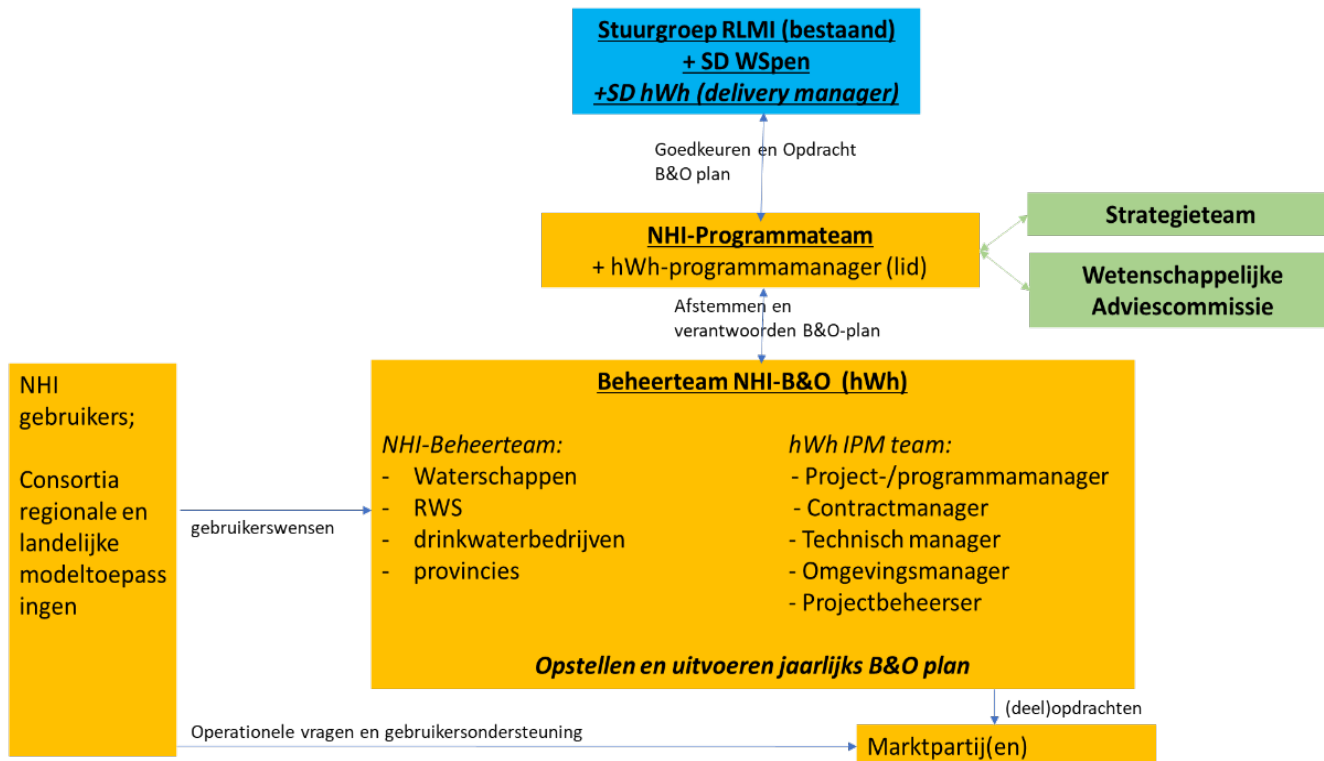 Stuurgroep RLMI (bestaand)
+ SD WSpen
+SD hWh (delivery manager)
Goedkeuren en Opdracht
B&O plan
NHI-Programmateam
+ hWh-programmamanager (lid)
Strategieteam
Wetenschappelijke
Adviescommissie
Afstemmen en
verantwoorden B&O-plan
NHI
gebruikers;
Consortia
regionale en
landelijke
modeltoepass
ingen
gebruikerswensen
Beheerteam NHI-B&O (hWh)
NHI-Beheerteam:
- Waterschappen
- RWS
- drinkwaterbedrijven
- provincies
hWh IPM team:
- Project-/programmamanager
- Contractmanager
- Technisch manager
- Omgevingsmanager
- Projectbeheerser
Opstellen en uitvoeren jaarlijks B&O plan
(deel)opdrachten
Operationele vragen en gebruikersondersteuning
Marktpartij(en)